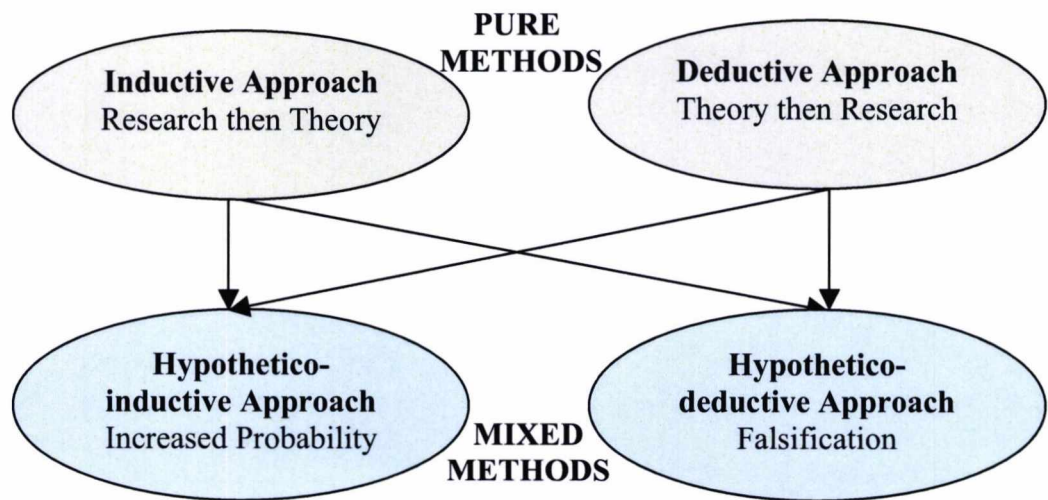 PURE
METHODS
Inductive Approach
Research then Theory
Deductive Approach
Theory then Research
Hypothetico-
inductive Approach
Increased Probability
Hypothetico-
deductive Approach
Falsification
MIXED
METHODS